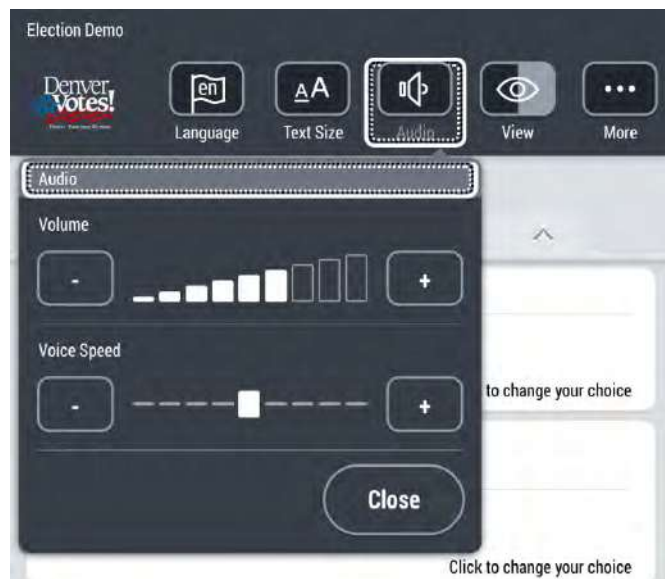 Election Demo
Denver
Votes!
en
AA
Language
Text Size
Audio
View
More
Audio
Volume
-
+
Voice Speed
-
+
to change your choice
Close
Click to change your choice